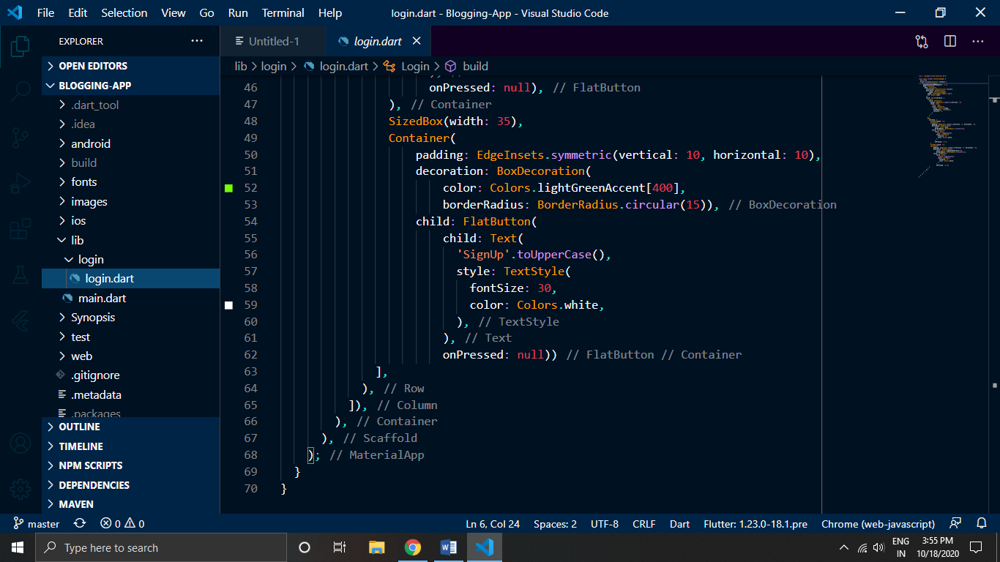 File Edit Selection View Go Run Terminal Help login.dart - Blogging-App - Visual Studio Code
EXPLORER
OPEN EDITORS
BLOGGING-APP
.dart_tool
.idea
android
build
fonts
images
ios
lib
login
login.dart
main.dart
Synopsis
test
web
.gitignore
.metadata
.packages
OUTLINE
TIMELINE
NPM SCRIPTS
DEPENDENCIES
MAVEN
Untitled-1 login.dart
lib > login > login.dart > Login > build
46 onPressed: null), // FlatButton
47 ), // Container
48 SizedBox(width: 35),
49 Container(
50 padding: EdgeInsets.symmetric(vertical: 10, horizontal: 10),
51 decoration: BoxDecoration(
52 color: Colors.lightGreenAccent[400],
53 borderRadius: BorderRadius.circular(15)), // BoxDecoration
54 child: FlatButton(
55 child: Text(
56 'SignUp'.toUpperCase(),
57 style: TextStyle(
58 fontSize: 30,
59 color: Colors.white,
60 ), // TextStyle
61 ), // Text
62 onPressed: null)) // FlatButton // Container
63 ],
64 ), // Row
65 ]), // Column
66 ), // Container
67 ), // Scaffold
68 ); // MaterialApp
69 }
70 }
master 0 0 Ln 6, Col 24 Spaces: 2 UTF-8 CRLF Dart Flutter: 1.23.0-18.1.pre Chrome (web-javascript)
Type here to search
ENG
IN
3:55 PM
10/18/2020